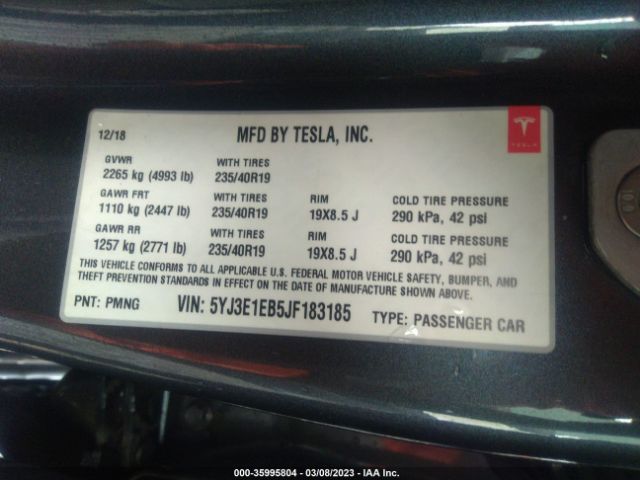 12/18 MFD BY TESLA, INC.
TESLA
GVWR WITH TIRES
2265 kg (4993 lb) 235/40R19
GAWR FRT WITH TIRES RIM COLD TIRE PRESSURE
1110 kg (2447 lb) 235/40R19 19X8.5 J 290 kPa, 42 psi
GAWR RR WITH TIRES RIM COLD TIRE PRESSURE
1257 kg (2771 lb) 235/40R19 19X8.5 J 290 kPa, 42 psi
THIS VEHICLE CONFORMS TO ALL APPLICABLE U.S. FEDERAL MOTOR VEHICLE SAFETY, BUMPER, AND
THEFT PREVENTION STANDARDS IN EFFECT ON THE DATE OF MANUFACTURE SHOWN ABOVE.
PNT: PMNG VIN: 5YJ3E1EB5JF183185 TYPE: PASSENGER CAR
000-35995804 | 03/08/2023 - IAA Inc.